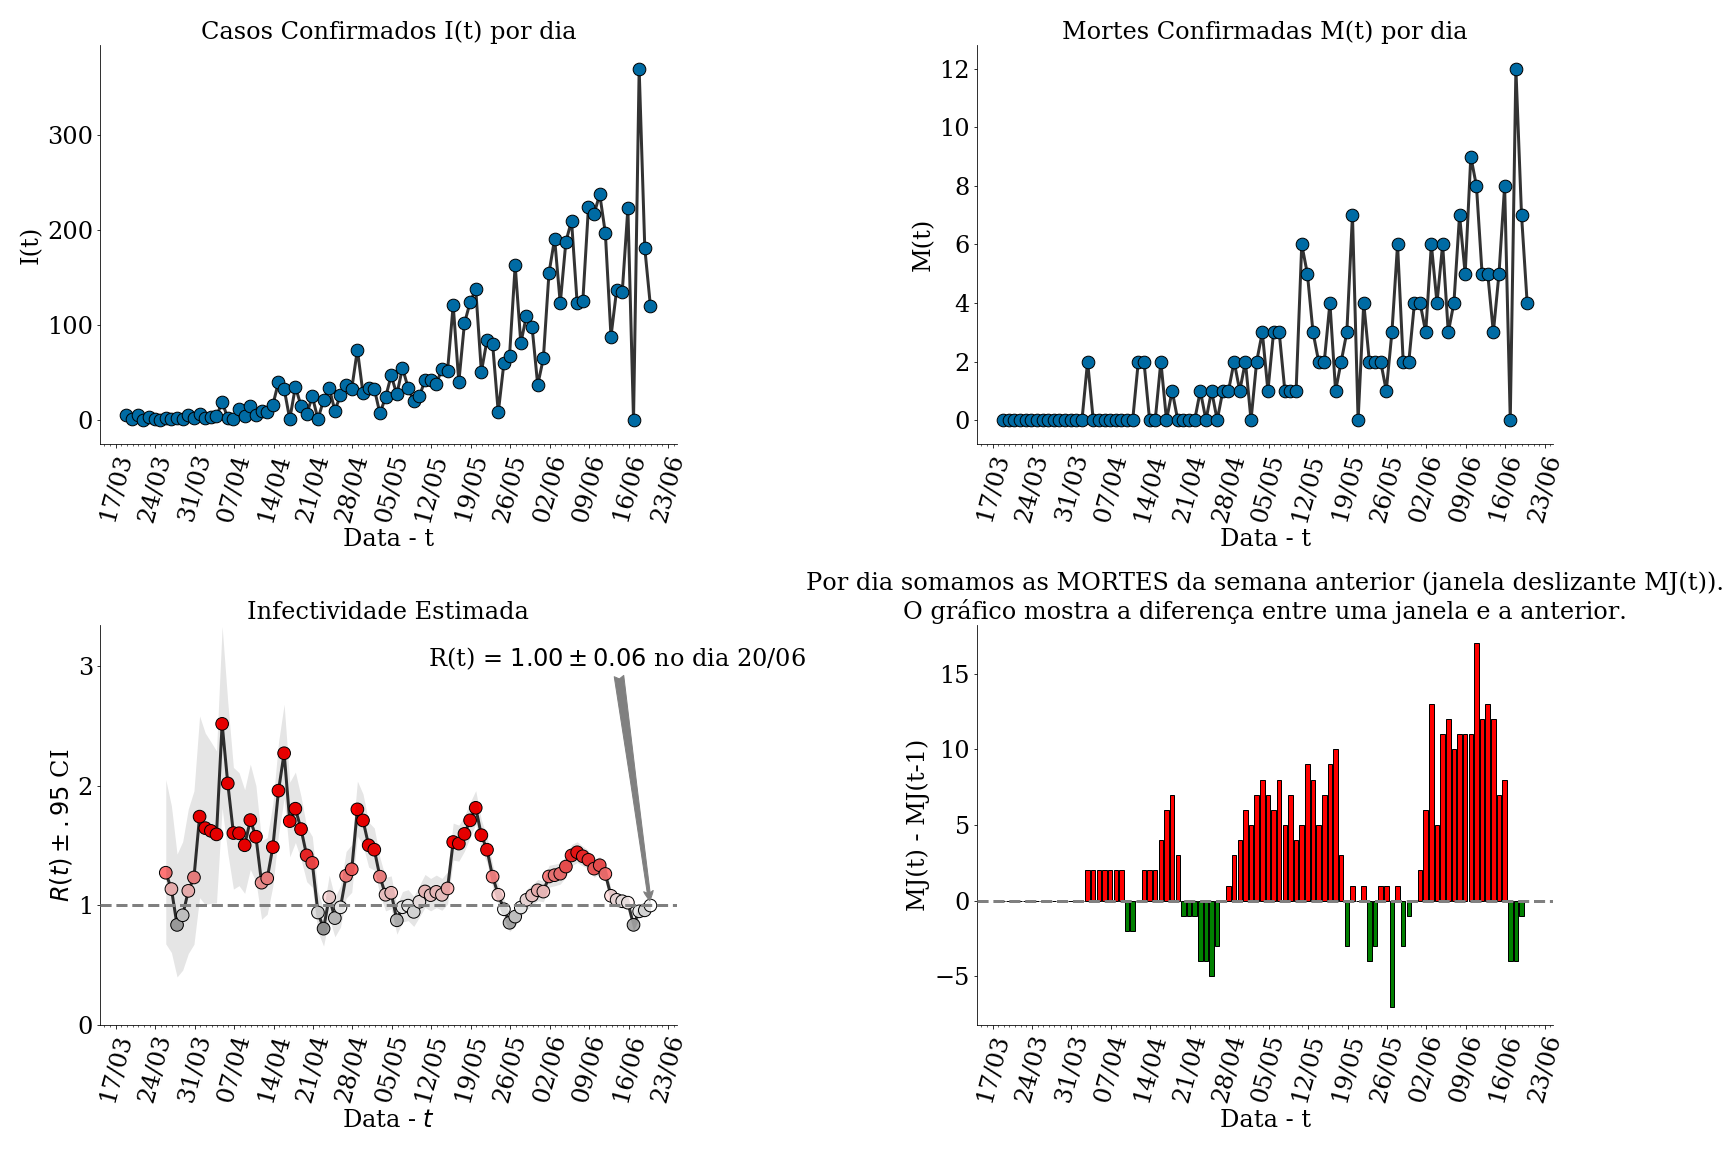 Casos Confirmados I(t) por dia
I(t)
300
200
100
0
17/03 24/03 31/03 07/04 14/04 21/04 28/04 05/05 12/05 19/05 26/05 02/06 09/06 16/06 23/06
Data - t
Mortes Confirmadas M(t) por dia
M(t)
12
10
8
6
4
2
0
17/03 24/03 31/03 07/04 14/04 21/04 28/04 05/05 12/05 19/05 26/05 02/06 09/06 16/06 23/06
Data - t
Infectividade Estimada
R(t) = 1.00 ± 0.06 no dia 20/06
R(t) ± .95 CI
3
2
1
0
17/03 24/03 31/03 07/04 14/04 21/04 28/04 05/05 12/05 19/05 26/05 02/06 09/06 16/06 23/06
Data - t
Por dia somamos as MORTES da semana anterior (janela deslizante MJ(t)).
O gráfico mostra a diferença entre uma janela e a anterior.
MJ(t) - MJ(t-1)
15
10
5
0
−5
17/03 24/03 31/03 07/04 14/04 21/04 28/04 05/05 12/05 19/05 26/05 02/06 09/06 16/06 23/06
Data - t